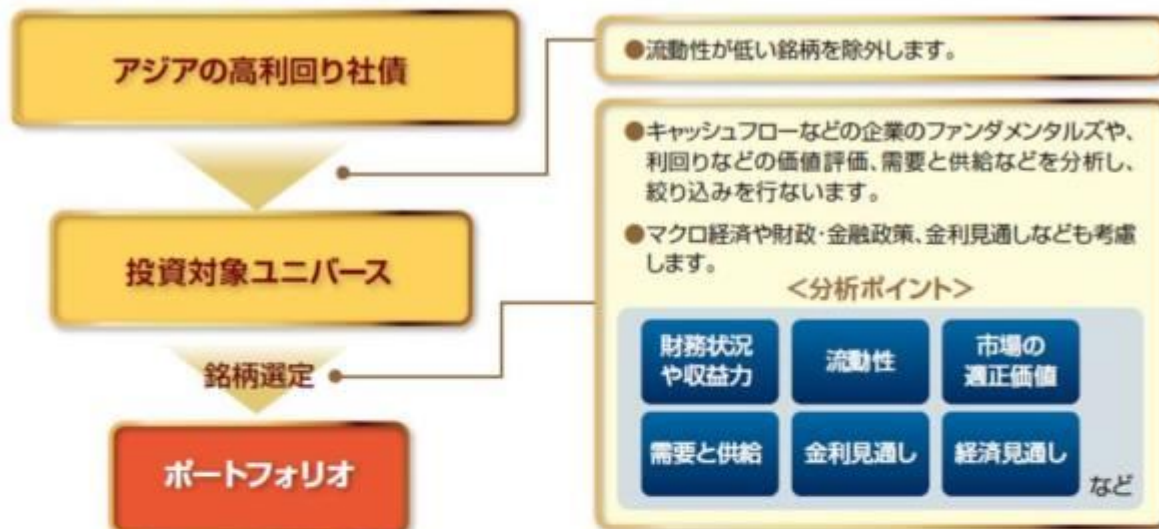 アジアの高利回り社債
●流動性が低い銘柄を除外します。
●キャッシュフローなどの企業のファンダメンタルズや、
利回りなどの価値評価、需要と供給などを分析し、
絞り込みを行ないます。
●マクロ経済や財政・金融政策、金利見通しなども考慮
します。
投資対象ユニバース
銘柄選定
<分析ポイント>
財務状況
や収益力
流動性
市場の
適正価値
需要と供給
金利見通し
経済見通し
など
ポートフォリオ